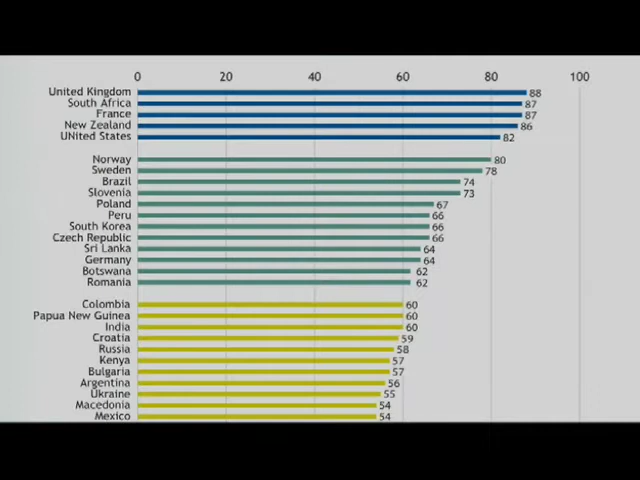 0 20 40 60 80 100
United Kingdom 88
South Africa 87
France 87
New Zealand 86
UNited States 82
Norway 80
Sweden 78
Brazil 74
Slovenia 73
Poland 67
Peru 66
South Korea 66
Czech Republic 66
Sri Lanka 64
Germany 64
Botswana 62
Romania 62
Colombia 60
Papua New Guinea 60
India 60
Croatia 59
Russia 58
Kenya 57
Bulgaria 57
Argentina 56
Ukraine 55
Macedonia 54
Mexico 54